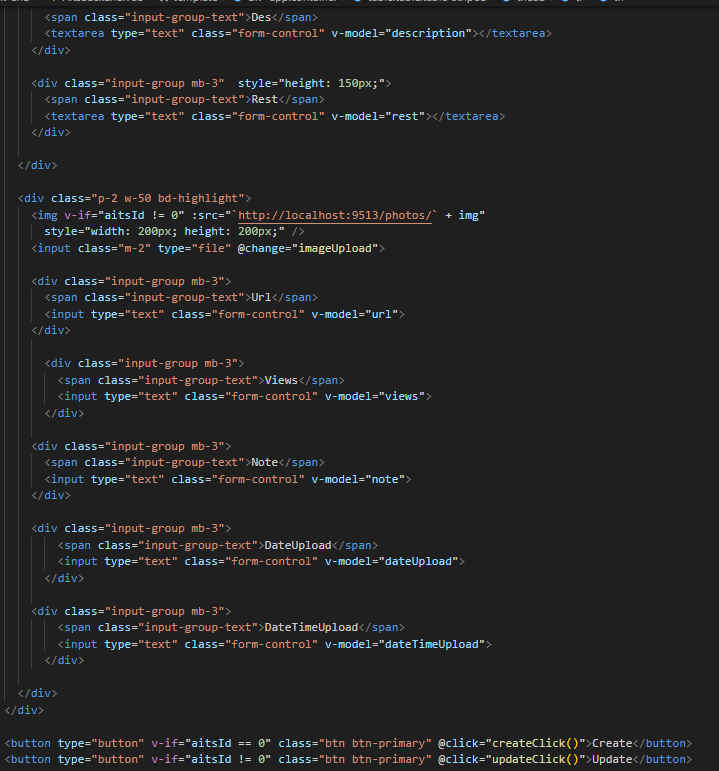 <span class="input-group-text">Des</span>
<textarea type="text" class="form-control" v-model="description"></textarea>
</div>
<div class="input-group mb-3"  style="height: 150px;">
<span class="input-group-text">Rest</span>
<textarea type="text" class="form-control" v-model="rest"></textarea>
</div>
</div>
<div class="p-2 w-50 bd-highlight">
<img v-if="aitsId != 0" :src="`http://localhost:9513/photos/` + img"
style="width: 200px; height: 200px;" />
<input class="m-2" type="file" @change="imageUpload">
<div class="input-group mb-3">
<span class="input-group-text">Url</span>
<input type="text" class="form-control" v-model="url">
</div>
<div class="input-group mb-3">
<span class="input-group-text">Views</span>
<input type="text" class="form-control" v-model="views">
</div>
<div class="input-group mb-3">
<span class="input-group-text">Note</span>
<input type="text" class="form-control" v-model="note">
</div>
<div class="input-group mb-3">
<span class="input-group-text">DateUpload</span>
<input type="text" class="form-control" v-model="dateUpload">
</div>
<div class="input-group mb-3">
<span class="input-group-text">DateTimeUpload</span>
<input type="text" class="form-control" v-model="dateTimeUpload">
</div>
</div>
</div>
<button type="button" v-if="aitsId == 0" class="btn btn-primary" @click="createClick()">Create</button>
<button type="button" v-if="aitsId != 0" class="btn btn-primary" @click="updateClick()">Update</button>